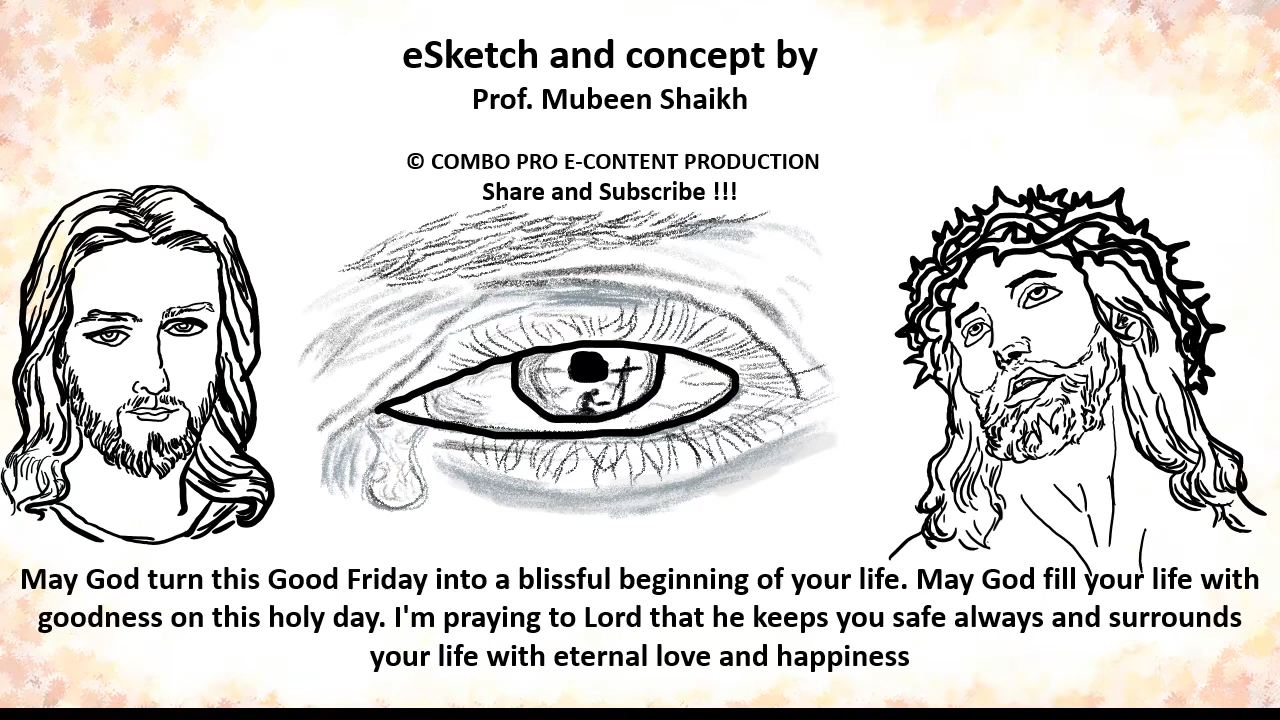 eSketch and concept by
Prof. Mubeen Shaikh
© COMBO PRO E-CONTENT PRODUCTION
Share and Subscribe !!!
May God turn this Good Friday into a blissful beginning of your life. May God fill your life with
goodness on this holy day. I'm praying to Lord that he keeps you safe always and surrounds
your life with eternal love and happiness